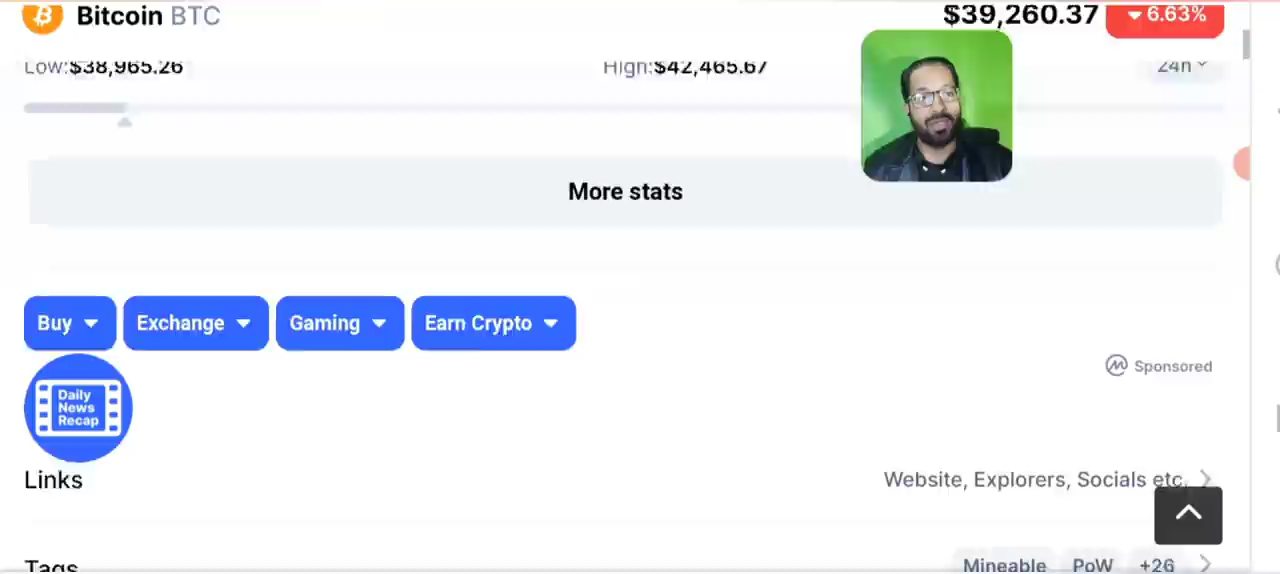 Bitcoin BTC
$39,260.37
6.63%
Low:$38,965.26
High:$42,465.67
24h
More stats
Buy
Exchange
Gaming
Earn Crypto
Sponsored
Daily
News
Recap
Links
Website, Explorers, Socials etc.
Tags
Mineable PoW +26